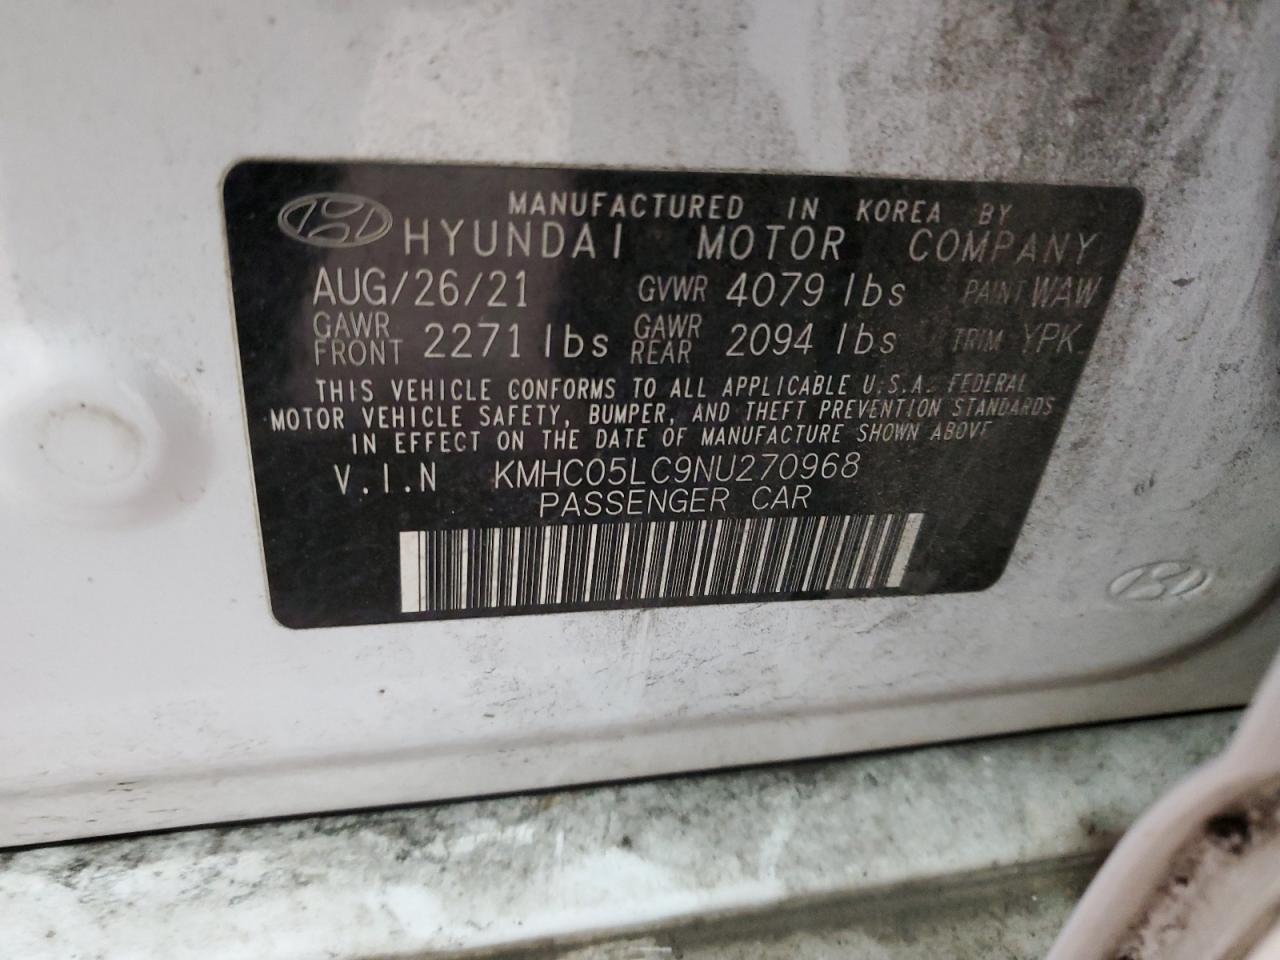 MANUFACTURED IN KOREA BY
HYUNDAI MOTOR COMPANY
AUG/26/21 GVWR 4079 lbs PAINT WAW
GAWR FRONT 2271 lbs GAWR REAR 2094 lbs TRIM YPK
THIS VEHICLE CONFORMS TO ALL APPLICABLE U.S.A. FEDERAL
MOTOR VEHICLE SAFETY, BUMPER, AND THEFT PREVENTION STANDARDS
IN EFFECT ON THE DATE OF MANUFACTURE SHOWN ABOVE
V.I.N KMHC05LC9NU270968
PASSENGER CAR